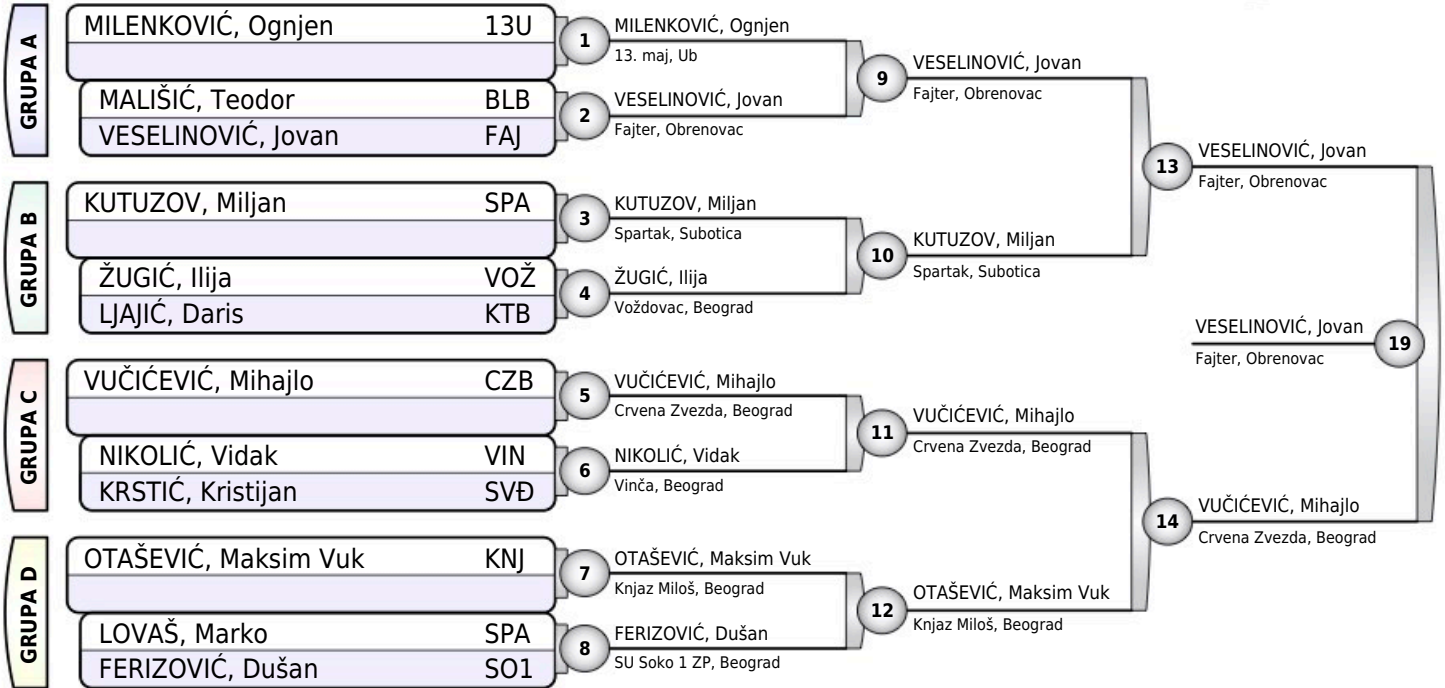 GRUPA A
MILENKOVIĆ, Ognjen 13U
MALIŠIĆ, Teodor BLB
VESELINOVIĆ, Jovan FAJ
GRUPA B
KUTUZOV, Miljan SPA
ŽUGIĆ, Ilija VOŽ
LJAJIĆ, Daris KTB
GRUPA C
VUČIĆEVIĆ, Mihajlo CZB
NIKOLIĆ, Vidak VIN
KRSTIĆ, Kristijan SVĐ
GRUPA D
OTAŠEVIĆ, Maksim Vuk KNJ
LOVAŠ, Marko SPA
FERIZOVIĆ, Dušan SO1
1
MILENKOVIĆ, Ognjen
13. maj, Ub
2
VESELINOVIĆ, Jovan
Fajter, Obrenovac
3
KUTUZOV, Miljan
Spartak, Subotica
4
ŽUGIĆ, Ilija
Voždovac, Beograd
5
VUČIĆEVIĆ, Mihajlo
Crvena Zvezda, Beograd
6
NIKOLIĆ, Vidak
Vinča, Beograd
7
OTAŠEVIĆ, Maksim Vuk
Knjaz Miloš, Beograd
8
FERIZOVIĆ, Dušan
SU Soko 1 ZP, Beograd
9
VESELINOVIĆ, Jovan
Fajter, Obrenovac
10
KUTUZOV, Miljan
Spartak, Subotica
11
VUČIĆEVIĆ, Mihajlo
Crvena Zvezda, Beograd
12
OTAŠEVIĆ, Maksim Vuk
Knjaz Miloš, Beograd
13
VESELINOVIĆ, Jovan
Fajter, Obrenovac
14
VUČIĆEVIĆ, Mihajlo
Crvena Zvezda, Beograd
VESELINOVIĆ, Jovan
Fajter, Obrenovac
19